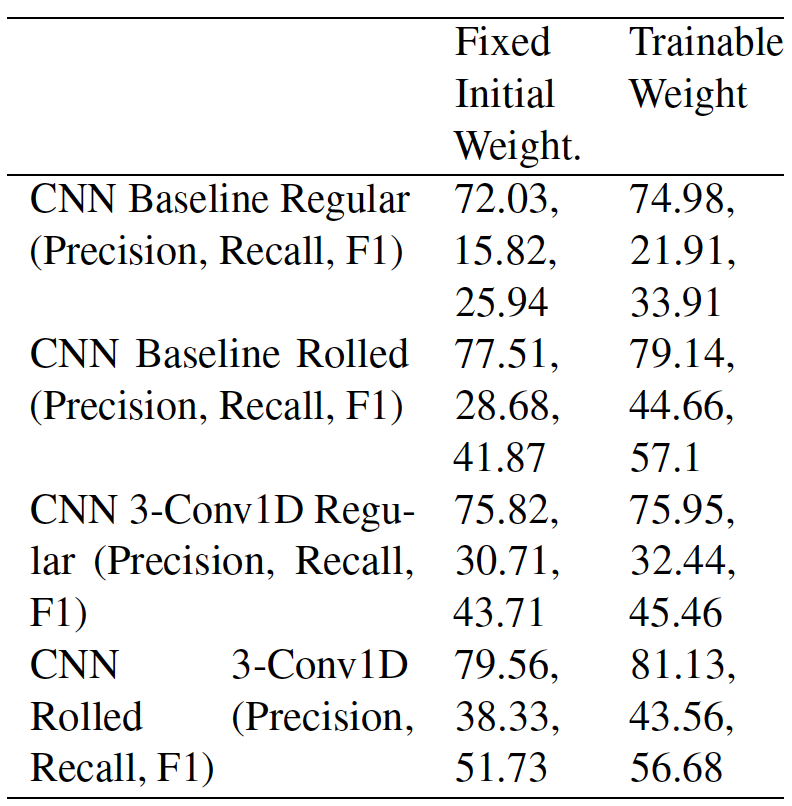 Fixed Trainable
Initial Weight
Weight.
CNN Baseline Regular 72.03, 74.98,
(Precision, Recall, F1) 15.82, 21.91,
25.94 33.91
CNN Baseline Rolled 77.51, 79.14,
(Precision, Recall, F1) 28.68, 44.66,
41.87 57.1
CNN 3-Conv1D Regu- 75.82, 75.95,
lar (Precision, Recall, 30.71, 32.44,
F1) 43.71 45.46
CNN 3-Conv1D 79.56, 81.13,
Rolled (Precision, 38.33, 43.56,
Recall, F1) 51.73 56.68